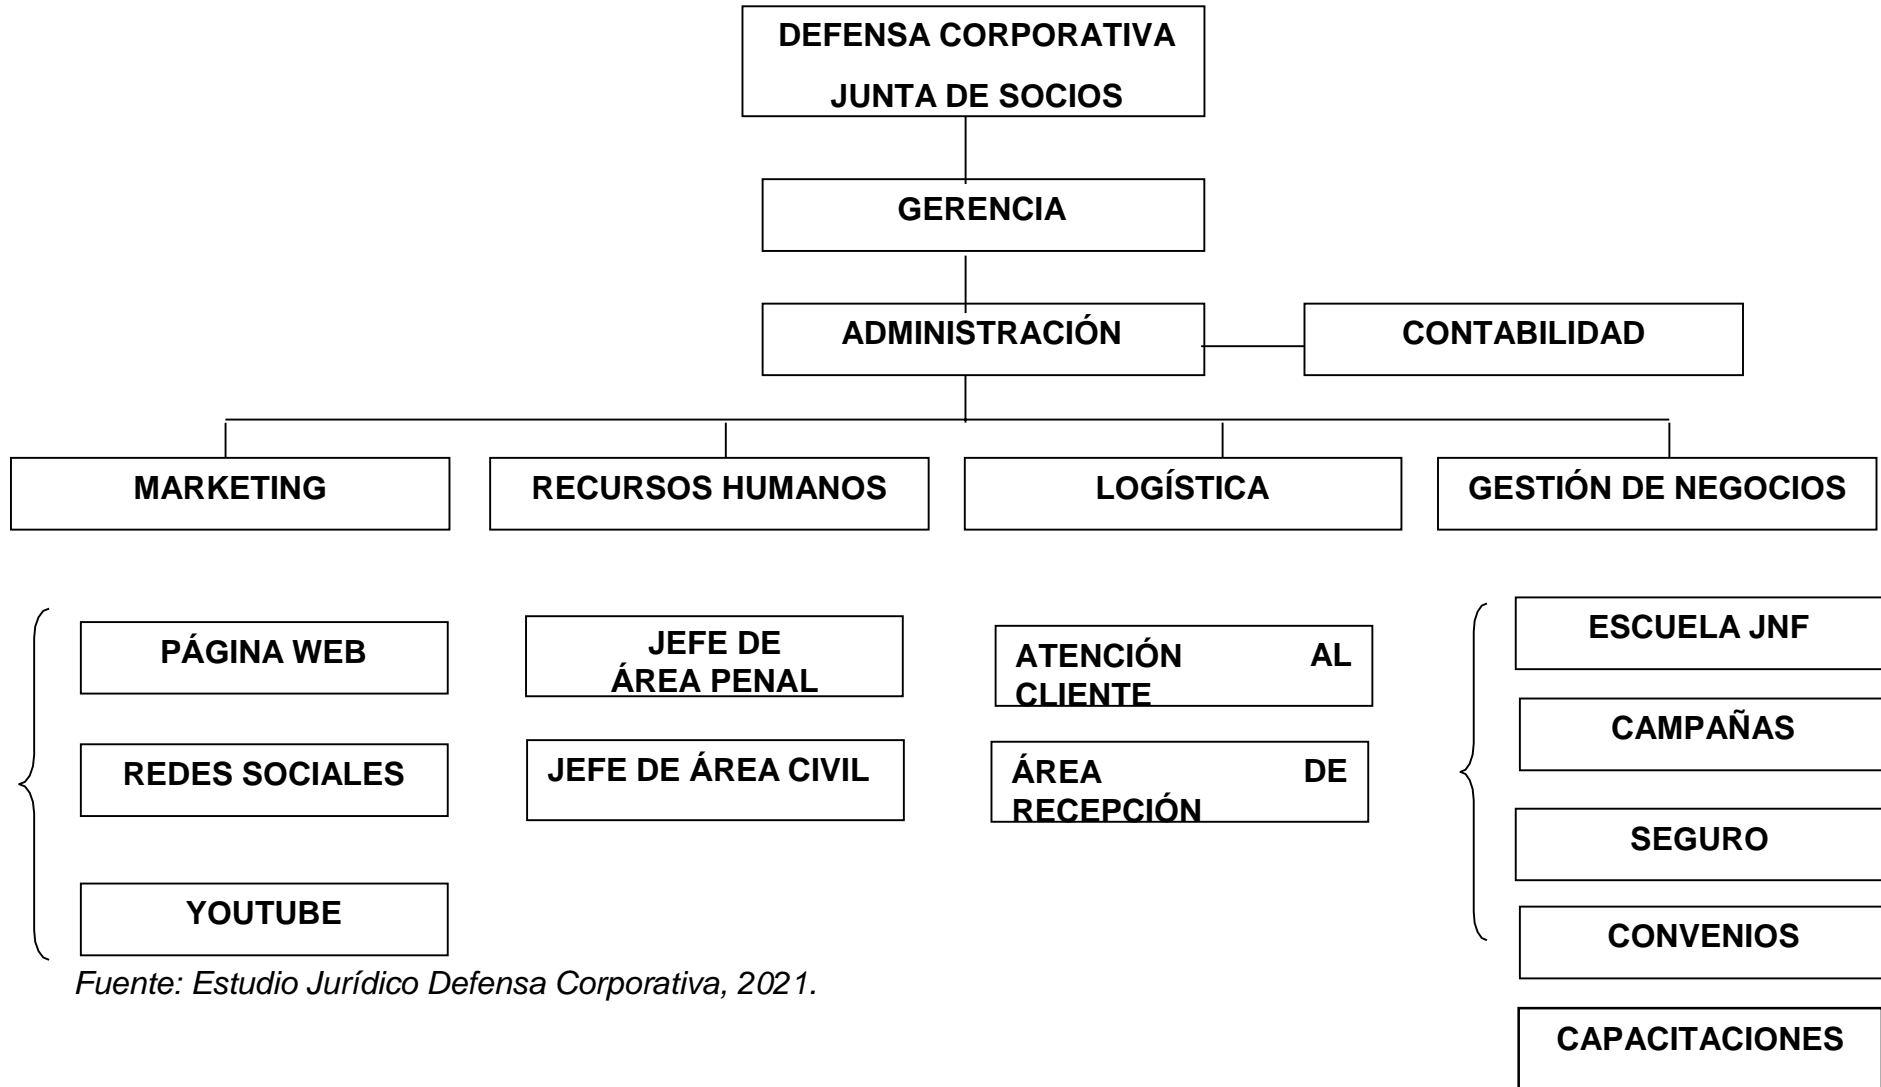 DEFENSA CORPORATIVA
JUNTA DE SOCIOS
GERENCIA
ADMINISTRACIÓN
CONTABILIDAD
MARKETING
RECURSOS HUMANOS
LOGÍSTICA
GESTIÓN DE NEGOCIOS
PÁGINA WEB
REDES SOCIALES
YOUTUBE
JEFE DE
ÁREA PENAL
JEFE DE ÁREA CIVIL
ATENCIÓN AL
CLIENTE
ÁREA DE
RECEPCIÓN
ESCUELA JNF
CAMPAÑAS
SEGURO
CONVENIOS
CAPACITACIONES
Fuente: Estudio Jurídico Defensa Corporativa, 2021.